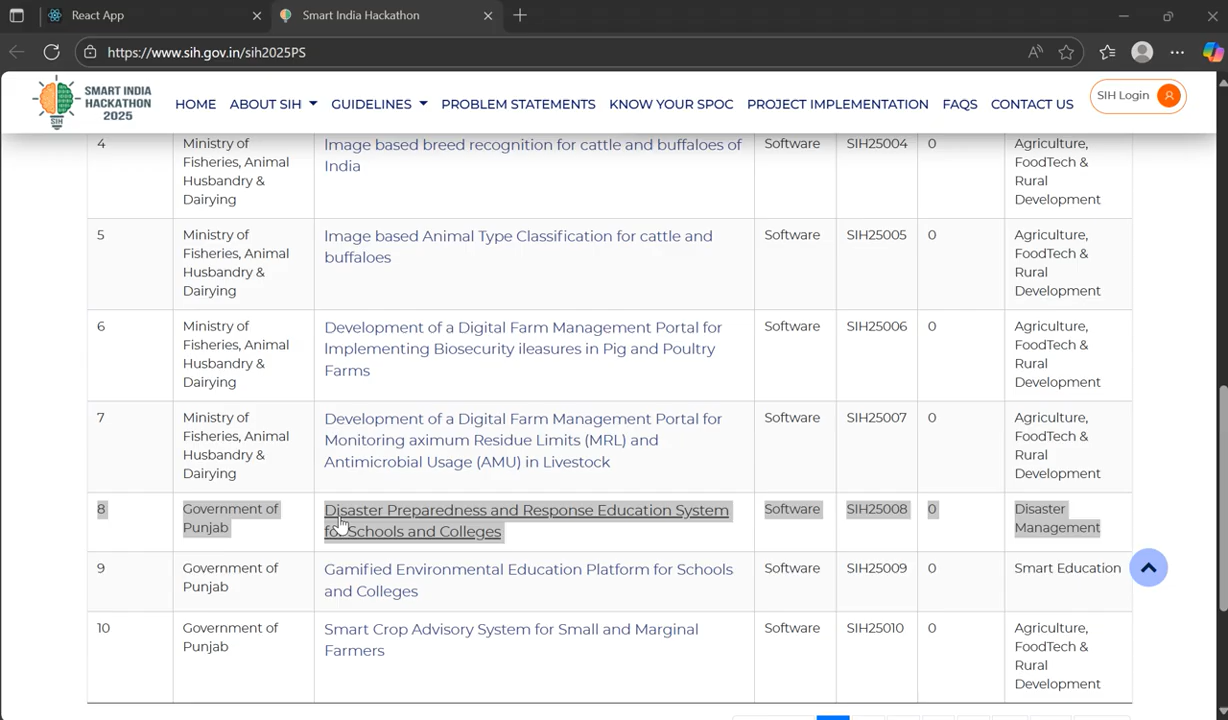 React App
Smart India Hackathon
https://www.sih.gov.in/sih2025PS
SMART INDIA
HACKATHON
2025
SIH
HOME
ABOUT SIH
GUIDELINES
PROBLEM STATEMENTS
KNOW YOUR SPOC
PROJECT IMPLEMENTATION
FAQS
CONTACT US
SIH Login
4
Ministry of
Fisheries, Animal
Husbandry &
Dairying
Image based breed recognition for cattle and buffaloes of
India
Software
SIH25004
0
Agriculture,
FoodTech &
Rural
Development
5
Ministry of
Fisheries, Animal
Husbandry &
Dairying
Image based Animal Type Classification for cattle and
buffaloes
Software
SIH25005
0
Agriculture,
FoodTech &
Rural
Development
6
Ministry of
Fisheries, Animal
Husbandry &
Dairying
Development of a Digital Farm Management Portal for
Implementing Biosecurity ileasures in Pig and Poultry
Farms
Software
SIH25006
0
Agriculture,
FoodTech &
Rural
Development
7
Ministry of
Fisheries, Animal
Husbandry &
Dairying
Development of a Digital Farm Management Portal for
Monitoring aximum Residue Limits (MRL) and
Antimicrobial Usage (AMU) in Livestock
Software
SIH25007
0
Agriculture,
FoodTech &
Rural
Development
8
Government of
Punjab
Disaster Preparedness and Response Education System
for Schools and Colleges
Software
SIH25008
0
Disaster
Management
9
Government of
Punjab
Gamified Environmental Education Platform for Schools
and Colleges
Software
SIH25009
0
Smart Education
10
Government of
Punjab
Smart Crop Advisory System for Small and Marginal
Farmers
Software
SIH25010
0
Agriculture,
FoodTech &
Rural
Development